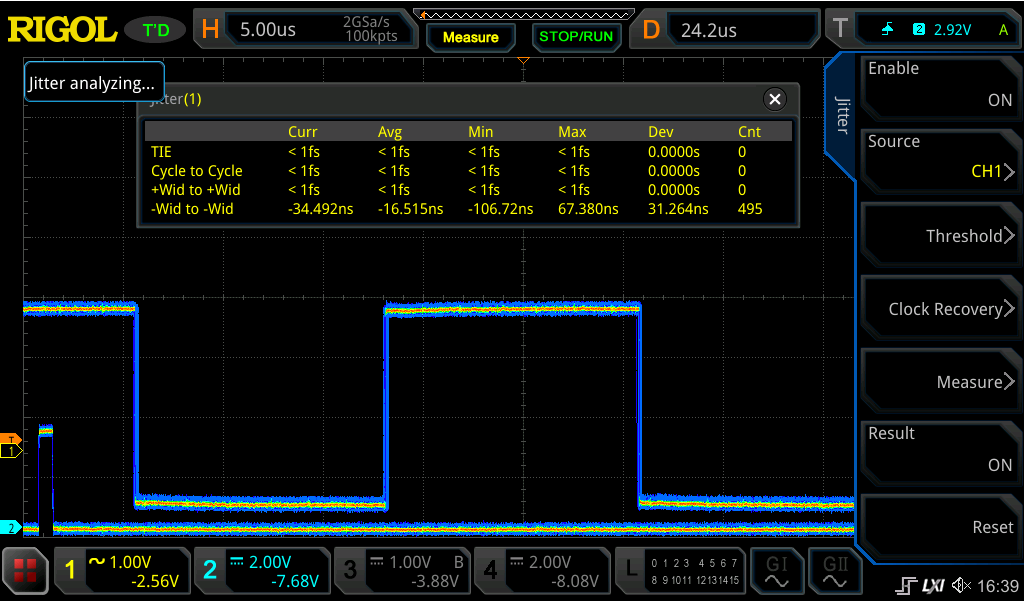 RIGOL T'D H 5.00us 2GSa/s 100kpts Measure STOP/RUN D 24.2us T 2 2.92V A
Jitter analyzing...
Jitter(1)
Curr Avg Min Max Dev Cnt
TIE < 1fs < 1fs < 1fs < 1fs 0.0000s 0
Cycle to Cycle < 1fs < 1fs < 1fs < 1fs 0.0000s 0
+Wid to +Wid < 1fs < 1fs < 1fs < 1fs 0.0000s 0
-Wid to -Wid -34.492ns -16.515ns -106.72ns 67.380ns 31.264ns 495
Jitter
Enable
ON
Source
CH1
Threshold
Clock Recovery
Measure
Result
ON
Reset
T
1
2
1 1.00V
-2.56V
2 2.00V
-7.68V
3 1.00V B
-3.88V
4 2.00V
-8.08V
L 0 1 2 3 4 5 6 7
8 9 10 11 12 13 14 15
GI
GII
LXI 16:39